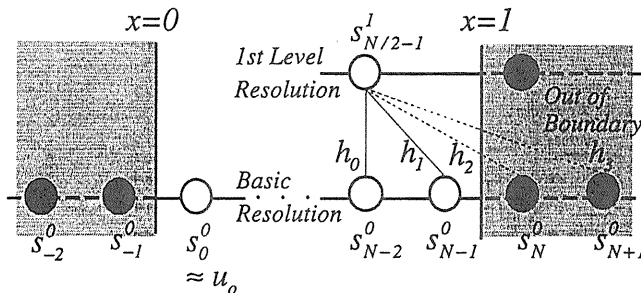 x=0 x=1
s^1_{N/2-1}
1st Level
Resolution
Out of
Boundary
h_0 h_1 h_2 h_3
Basic
Resolution
s^0_{-2} s^0_{-1} s^0_0 s^0_{N-2} s^0_{N-1} s^0_N s^0_{N+1}
≈ u_o